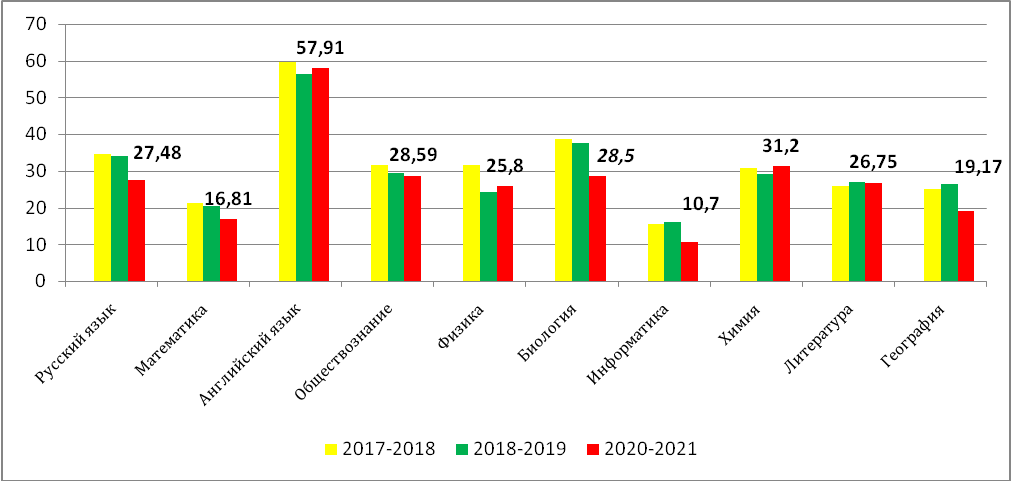 70
60
50
40
30
20
10
0
57,91
27,48
16,81
28,59
25,8
28,5
10,7
31,2
26,75
19,17
Русский язык
Математика
Английский язык
Обществознание
Физика
Биология
Информатика
Химия
Литература
География
2017-2018 2018-2019 2020-2021